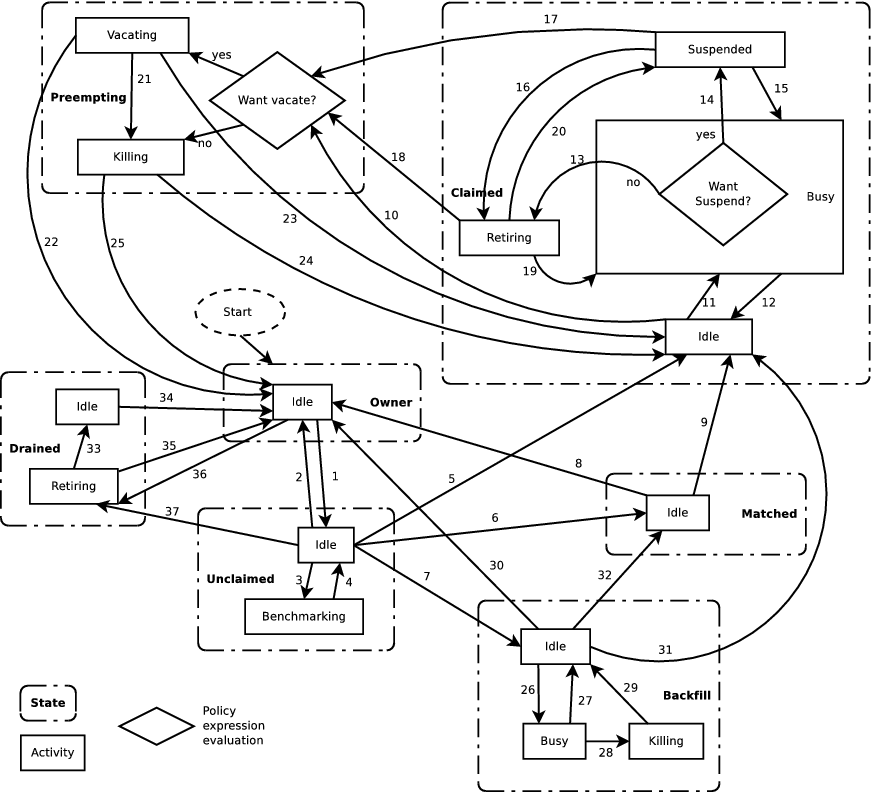 17
Vacating
Suspended
yes
21
15
16
Preempting
Want vacate?
14
20
yes
no
Killing
13
18
no
Want
Suspend?
Busy
Claimed
10
23
Retiring
22
25
24
19
11
12
Start
Idle
34
Idle
Idle
Owner
Drained
33
35
9
Retiring
36
2
1
5
8
37
6
Idle
Matched
Idle
Unclaimed
3
4
7
30
32
Benchmarking
Idle
31
26
27
29
Backfill
State
Policy
expression
evaluation
Activity
Busy
28
Killing